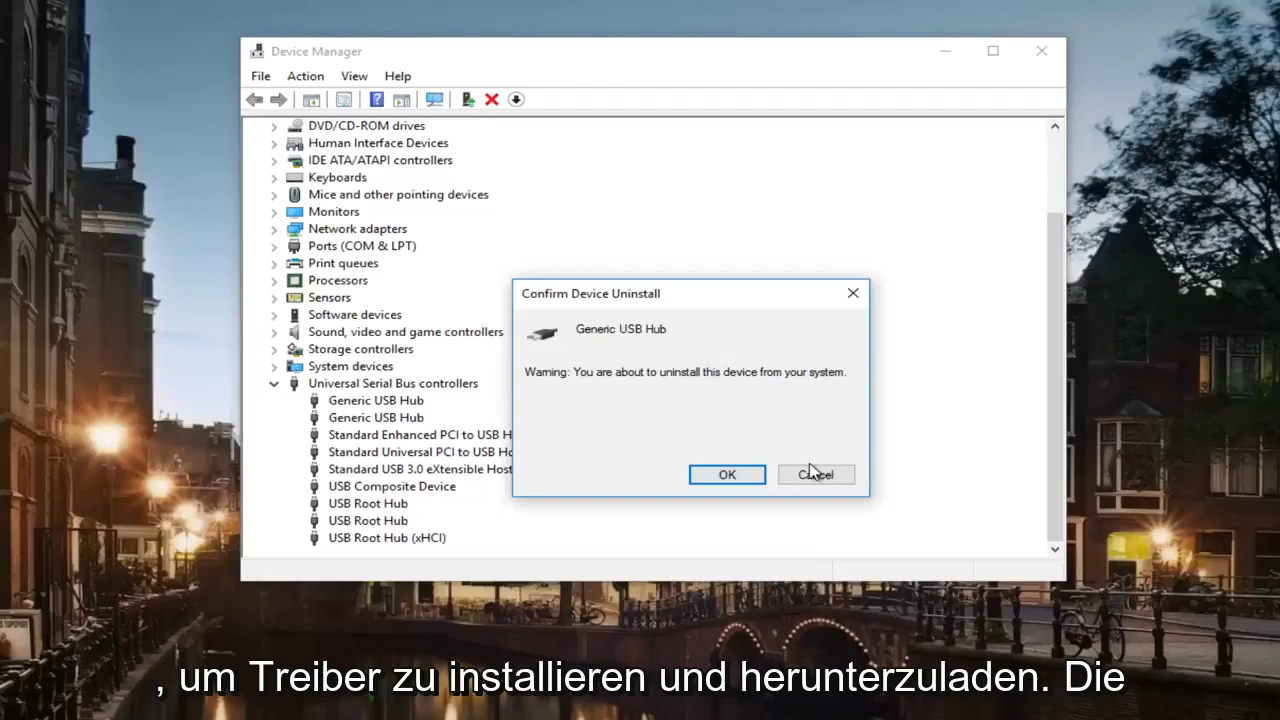 Device Manager
File Action View Help
DVD/CD-ROM drives
Human Interface Devices
IDE ATA/ATAPI controllers
Keyboards
Mice and other pointing devices
Monitors
Network adapters
Ports (COM & LPT)
Print queues
Processors
Sensors
Software devices
Sound, video and game controllers
Storage controllers
System devices
Universal Serial Bus controllers
Generic USB Hub
Generic USB Hub
Standard Enhanced PCI to USB H
Standard Universal PCI to USB Ho
Standard USB 3.0 eXtensible Host
USB Composite Device
USB Root Hub
USB Root Hub
USB Root Hub (xHCI)
Confirm Device Uninstall
Generic USB Hub
Warning: You are about to uninstall this device from your system.
OK Cancel
, um Treiber zu installieren und herunterzuladen. Die